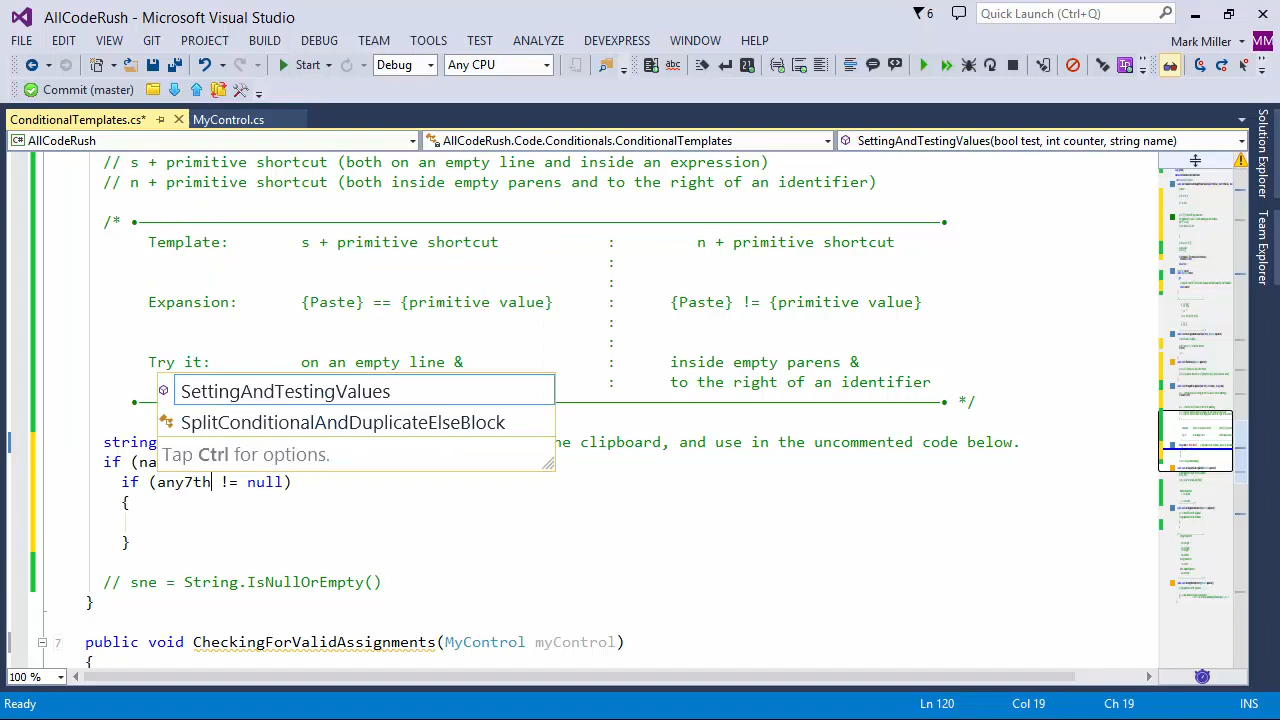 AllCodeRush - Microsoft Visual Studio
6
Quick Launch (Ctrl+Q)
FILE EDIT VIEW GIT PROJECT BUILD DEBUG TEAM TOOLS TEST ANALYZE DEVEXPRESS WINDOW HELP
Mark Miller MM
Start Debug Any CPU
Commit (master)
ConditionalTemplates.cs* MyControl.cs
AllCodeRush AllCodeRush.Code.Conditionals.ConditionalTemplates SettingAndTestingValues(bool test, int counter, string name)
// s + primitive shortcut (both on an empty line end inside an expression)
// n + primitive shortcut (both inside empty parens and to the right of an identifier)
/*
Template: s + primitive shortcut : n + primitive shortcut
:
:
Expansion: {Paste} == {primitive value} : {Paste} != {primitive value}
:
Try it: on an empty line & : inside empty parens &
: to the right of an identifier
*/
SettingAndTestingValues
SplitConditionalAndDuplicateElseBlock
Tap Ctrl for options.
string
e clipboard, and use in the uncommented code below.
if (na
if (any7th != null)
{
}
// sne = String.IsNullOrEmpty()
}
7 public void CheckingForValidAssignments(MyControl myControl)
{
Solution Explorer
Team Explorer
100 %
Ready Ln 120 Col 19 Ch 19 INS